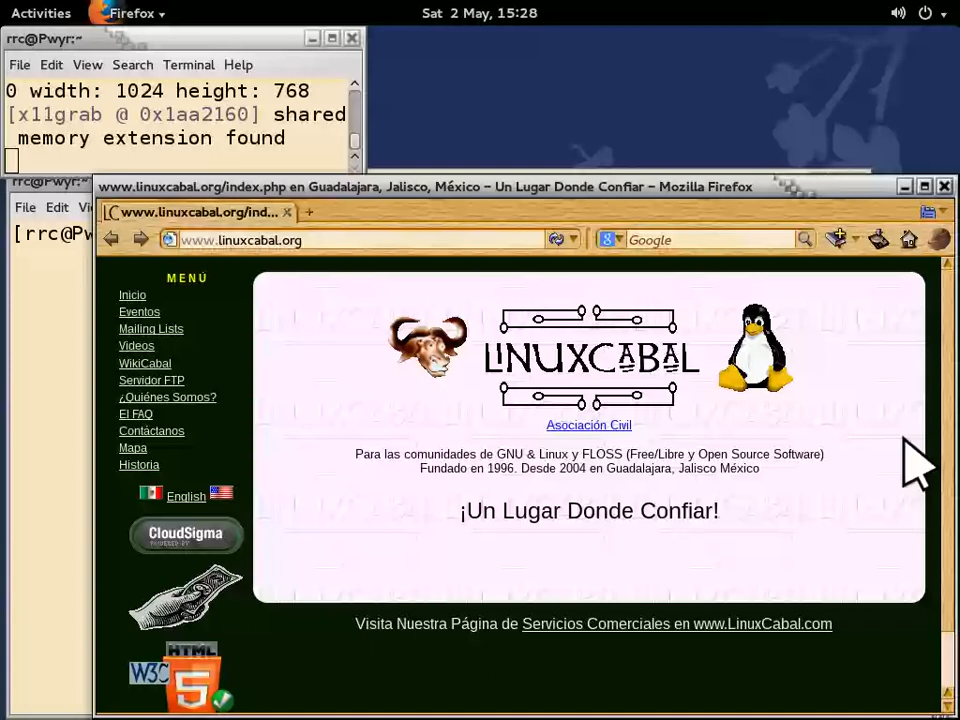 Activities Firefox Sat 2 May, 15:28
rrc@Pwyr:~
File Edit View Search Terminal Help
0 width: 1024 height: 768
[x11grab @ 0x1aa2160] shared
memory extension found
rrc@Pwyr:~
File Edit
www.linuxcabal.org/index.php en Guadalajara, Jalisco, México – Un Lugar Donde Confiar – Mozilla Firefox
www.linuxcabal.org/ind...
www.linuxcabal.org Google
MENÚ
Inicio
Eventos
Mailing Lists
Videos
WikiCabal
Servidor FTP
¿Quiénes Somos?
El FAQ
Contáctanos
Mapa
Historia
English
CloudSigma
POWERED BY
W3C
HTML
5
LINUXCABAL
Asociación Civil
Para las comunidades de GNU & Linux y FLOSS (Free/Libre y Open Source Software)
Fundado en 1996. Desde 2004 en Guadalajara, Jalisco México
¡Un Lugar Donde Confiar!
Visita Nuestra Página de Servicios Comerciales en www.LinuxCabal.com